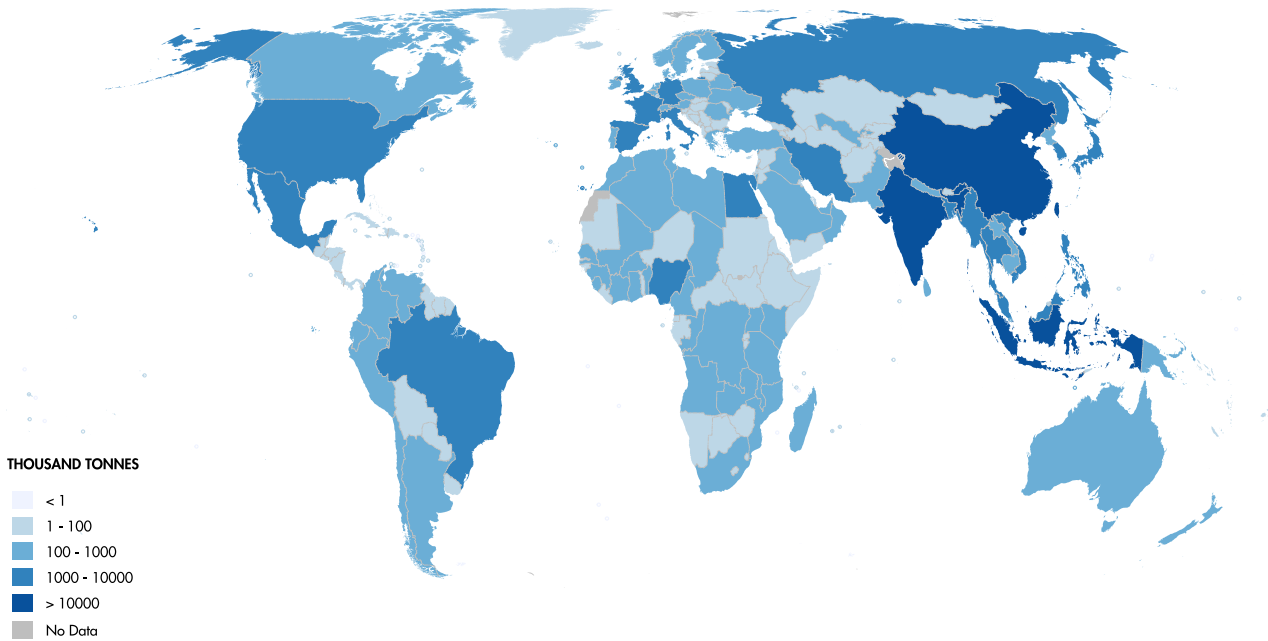 THOUSAND TONNES
< 1
1 - 100
100 - 1000
1000 - 10000
> 10000
No Data